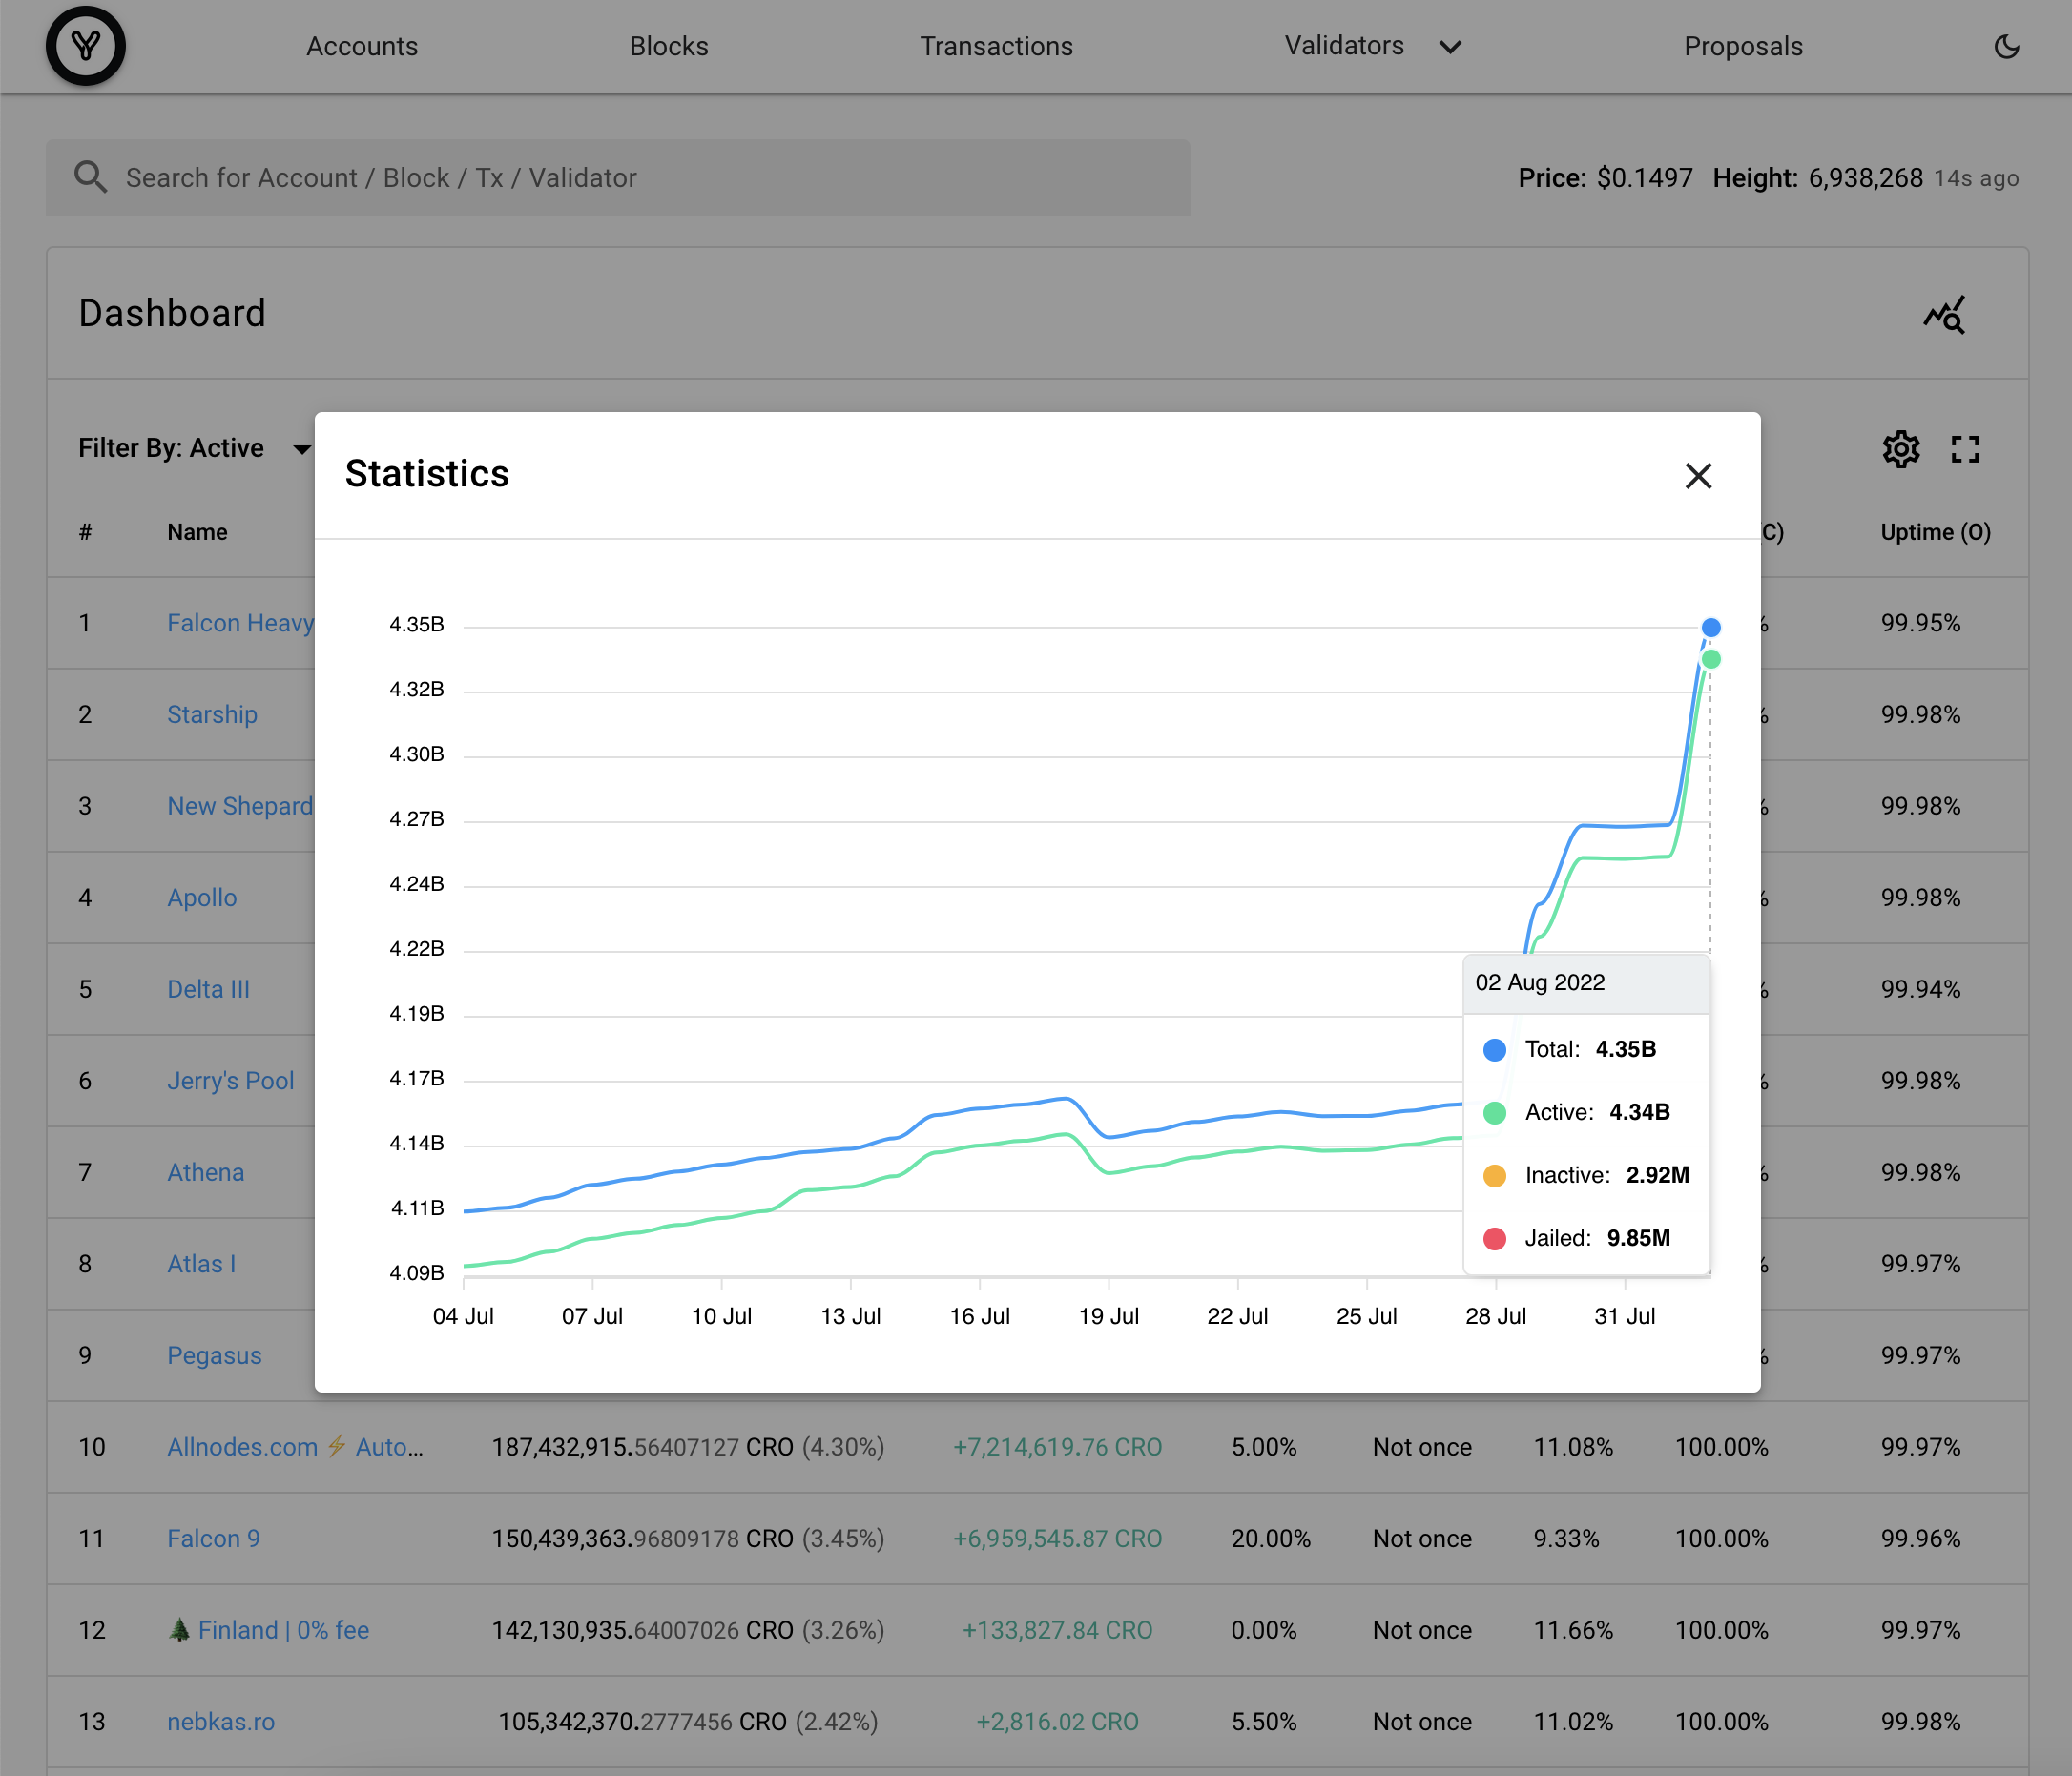 Accounts Blocks Transactions Validators Proposals
Search for Account / Block / Tx / Validator
Price: $0.1497 Height: 6,938,268 14s ago
Dashboard
Filter By: Active
# Name C) Uptime (O)
1 Falcon Heavy % 99.95%
2 Starship % 99.98%
3 New Shepard % 99.98%
4 Apollo % 99.98%
5 Delta III % 99.94%
6 Jerry's Pool % 99.98%
7 Athena % 99.98%
8 Atlas I % 99.97%
9 Pegasus % 99.97%
10 Allnodes.com ⚡ Auto... 187,432,915.56407127 CRO (4.30%) +7,214,619.76 CRO 5.00% Not once 11.08% 100.00% 99.97%
11 Falcon 9 150,439,363.96809178 CRO (3.45%) +6,959,545.87 CRO 20.00% Not once 9.33% 100.00% 99.96%
12 🌲 Finland | 0% fee 142,130,935.64007026 CRO (3.26%) +133,827.84 CRO 0.00% Not once 11.66% 100.00% 99.97%
13 nebkas.ro 105,342,370.2777456 CRO (2.42%) +2,816.02 CRO 5.50% Not once 11.02% 100.00% 99.98%
Statistics
4.35B
4.32B
4.30B
4.27B
4.24B
4.22B
4.19B
4.17B
4.14B
4.11B
4.09B
04 Jul 07 Jul 10 Jul 13 Jul 16 Jul 19 Jul 22 Jul 25 Jul 28 Jul 31 Jul
02 Aug 2022
Total: 4.35B
Active: 4.34B
Inactive: 2.92M
Jailed: 9.85M